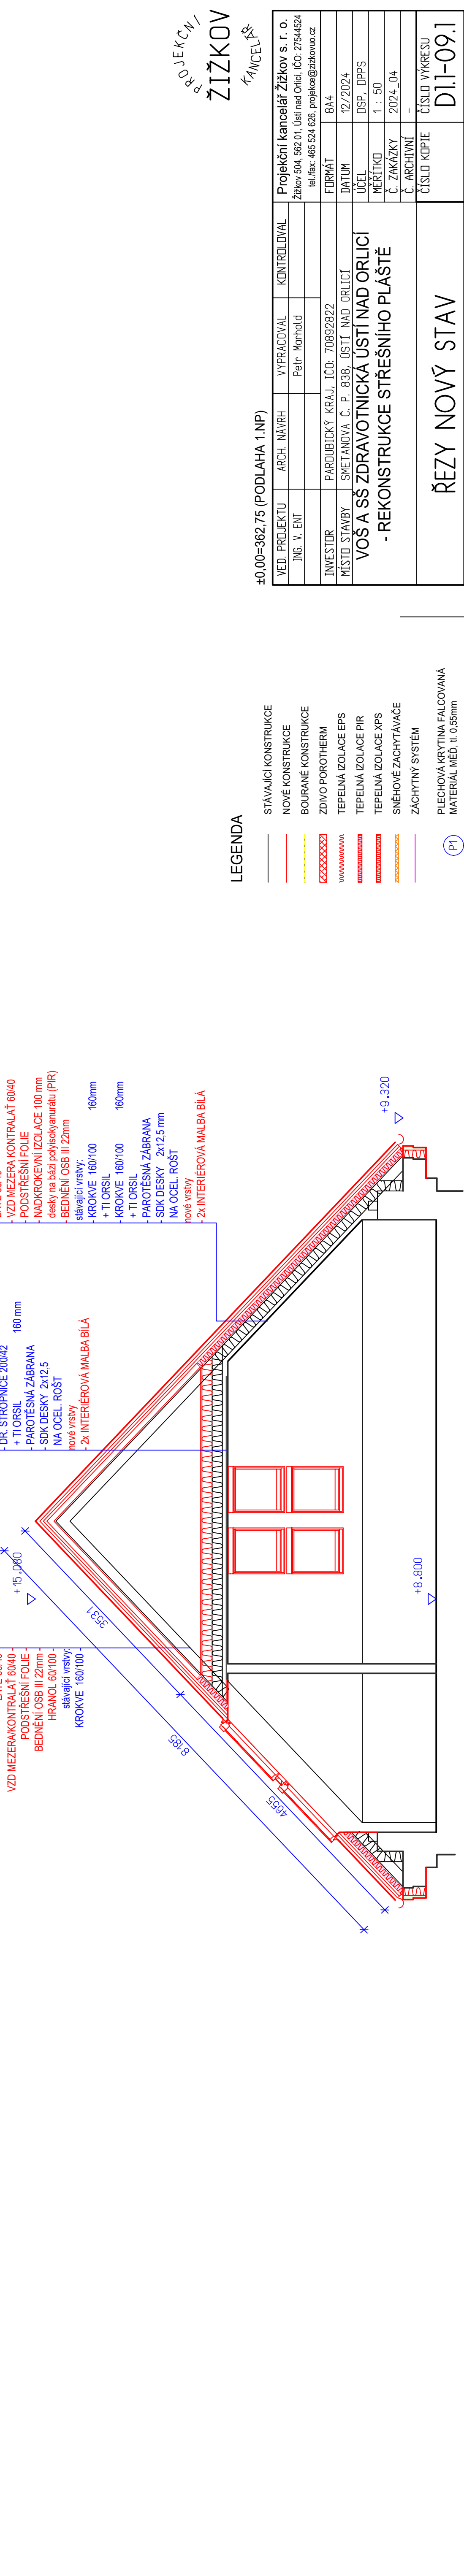 PROJEKČNÍ
ŽIŽKOV
KANCELÁŘ
±0,00=362,75 (PODLAHA 1.NP)
VED. PROJEKTU
ARCH. NÁVRH
VYPRACOVAL
KONTROLOVAL
Projekční kancelář Žižkov s. r. o.
Žižkov 504, 562 01, Ústí nad Orlicí, IČO: 27544524
tel./fax: 465 524 626, projekce@zizkovuo.cz
ING. V. ENT
Petr Marhold
INVESTOR
PARDUBICKÝ KRAJ, IČO: 70892822
FORMÁT
8A4
MÍSTO STAVBY
SMETANOVA Č. P. 838, ÚSTÍ NAD ORLICÍ
DATUM
12/2024
VOŠ A SŠ ZDRAVOTNICKÁ ÚSTÍ NAD ORLICÍ
- REKONSTRUKCE STŘEŠNÍHO PLÁŠTĚ
ÚČEL
DSP, DPPS
MĚŘÍTKO
1 : 50
Č. ZAKÁZKY
2024_04
Č. ARCHIVNÍ
-
ŘEZY NOVÝ STAV
ČÍSLO KOPIE
ČÍSLO VÝKRESU
D1.1-09.1
LEGENDA
STÁVAJÍCÍ KONSTRUKCE
NOVÉ KONSTRUKCE
BOURANÉ KONSTRUKCE
ZDIVO POROTHERM
TEPELNÁ IZOLACE EPS
TEPELNÁ IZOLACE PIR
TEPELNÁ IZOLACE XPS
SNĚHOVÉ ZACHYTÁVAČE
ZÁCHYTNÝ SYSTÉM
P1
PLECHOVÁ KRYTINA FALCOVANÁ
MATERIÁL MĚĎ, tl. 0,55mm
- VZD MEZERA KONTRALAŤ 60/40
- PODSTŘEŠNÍ FOLIE
- NADKROKEVNÍ IZOLACE 100 mm
desky na bázi polyisokyanurátu (PIR)
- BEDNĚNÍ OSB III 22mm
stávající vrstvy:
- KROKVE 160/100 160mm
+ TI ORSIL
- KROKVE 160/100 160mm
+ TI ORSIL
- PAROTĚSNÁ ZÁBRANA
- SDK DESKY 2x12,5 mm
NA OCEL. ROŠT
nové vrstvy
- 2x INTERIÉROVÁ MALBA BÍLÁ
- DR. STROPNICE 200/42
+ TI ORSIL 160 mm
- PAROTĚSNÁ ZÁBRANA
- SDK DESKY 2x12,5
NA OCEL. ROŠT
nové vrstvy
- 2x INTERIÉROVÁ MALBA BÍLÁ
VZD MEZERA/KONTRALAŤ 60/40 -
PODSTŘEŠNÍ FOLIE -
BEDNĚNÍ OSB III 22mm -
HRANOL 60/100 -
stávající vrstvy:
KROKVE 160/100 -
+9.320
+15.080
+8.800
3531
8185
4655